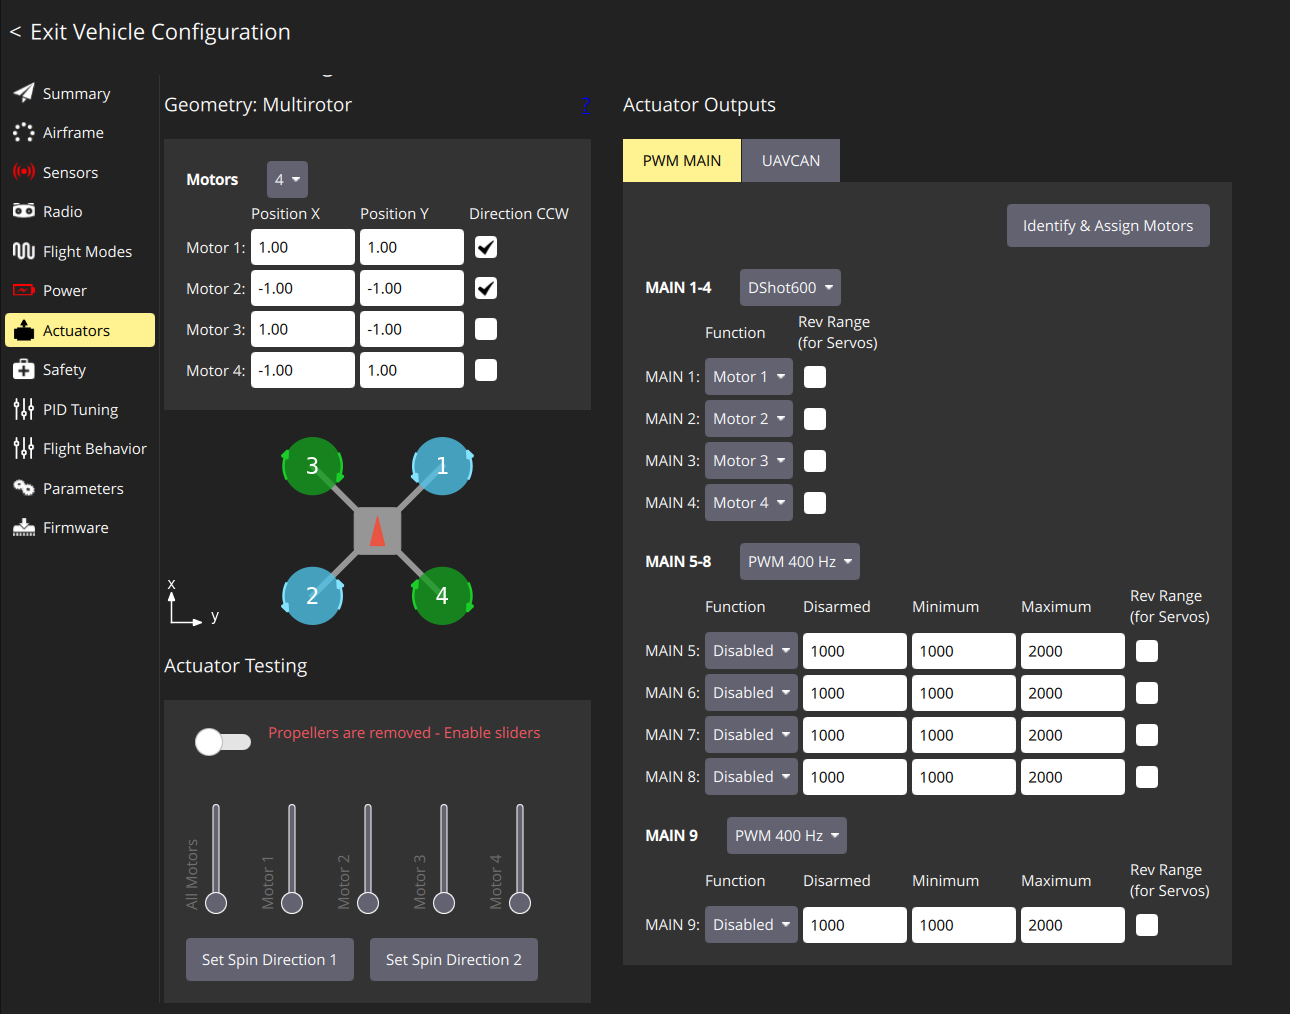 < Exit Vehicle Configuration
Summary
Airframe
Sensors
Radio
Flight Modes
Power
Actuators
Safety
PID Tuning
Flight Behavior
Parameters
Firmware
Geometry: Multirotor ?
Motors 4
Position X Position Y Direction CCW
Motor 1: 1.00 1.00
Motor 2: -1.00 -1.00
Motor 3: 1.00 -1.00
Motor 4: -1.00 1.00
3 1
2 4
x
y
Actuator Testing
Propellers are removed - Enable sliders
All Motors
Motor 1
Motor 2
Motor 3
Motor 4
Set Spin Direction 1 Set Spin Direction 2
Actuator Outputs
PWM MAIN UAVCAN
Identify & Assign Motors
MAIN 1-4 DShot600
Function Rev Range
(for Servos)
MAIN 1: Motor 1
MAIN 2: Motor 2
MAIN 3: Motor 3
MAIN 4: Motor 4
MAIN 5-8 PWM 400 Hz
Function Disarmed Minimum Maximum Rev Range
(for Servos)
MAIN 5: Disabled 1000 1000 2000
MAIN 6: Disabled 1000 1000 2000
MAIN 7: Disabled 1000 1000 2000
MAIN 8: Disabled 1000 1000 2000
MAIN 9 PWM 400 Hz
Function Disarmed Minimum Maximum Rev Range
(for Servos)
MAIN 9: Disabled 1000 1000 2000